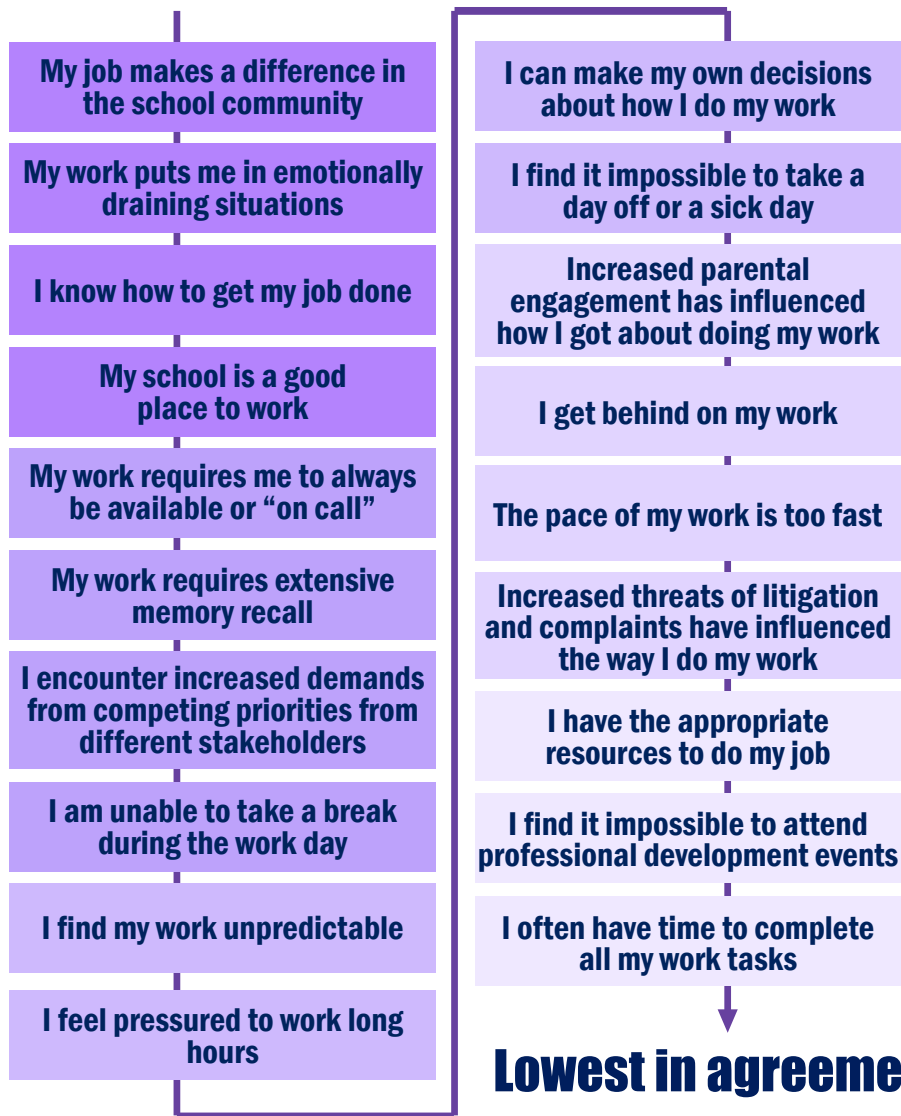 My job makes a difference in
the school community
My work puts me in emotionally
draining situations
I know how to get my job done
My school is a good
place to work
My work requires me to always
be available or “on call”
My work requires extensive
memory recall
I encounter increased demands
from competing priorities from
different stakeholders
I am unable to take a break
during the work day
I find my work unpredictable
I feel pressured to work long
hours
I can make my own decisions
about how I do my work
I find it impossible to take a
day off or a sick day
Increased parental
engagement has influenced
how I got about doing my work
I get behind on my work
The pace of my work is too fast
Increased threats of litigation
and complaints have influenced
the way I do my work
I have the appropriate
resources to do my job
I find it impossible to attend
professional development events
I often have time to complete
all my work tasks
Lowest in agreeme